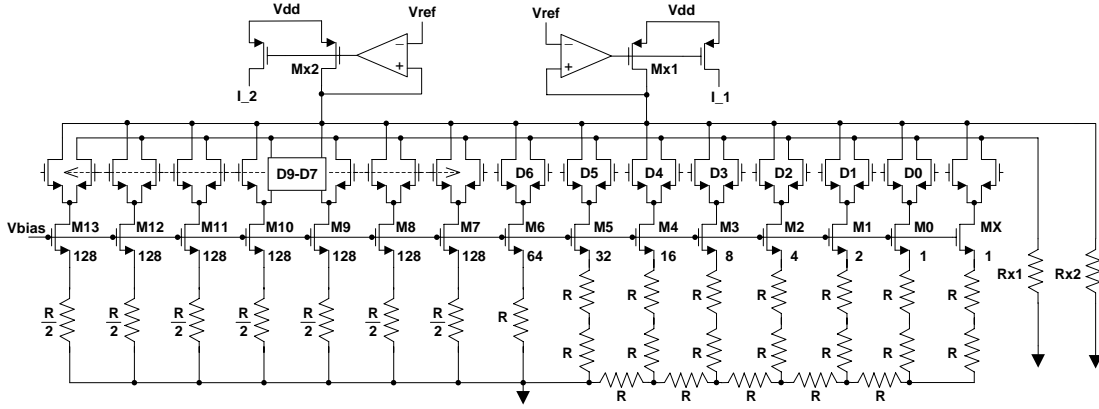 Vdd Vref Vref Vdd
− −
Mx2 + + Mx1
I_2 I_1
D9-D7 D6 D5 D4 D3 D2 D1 D0
M13 M12 M11 M10 M9 M8 M7 M6 M5 M4 M3 M2 M1 M0 MX
Vbias
128 128 128 128 128 128 128 64 32 16 8 4 2 1 1
Rx1 Rx2
R R R R R R R
R/2 R/2 R/2 R/2 R/2 R/2 R/2 R
R R R R R R R
R R R R R